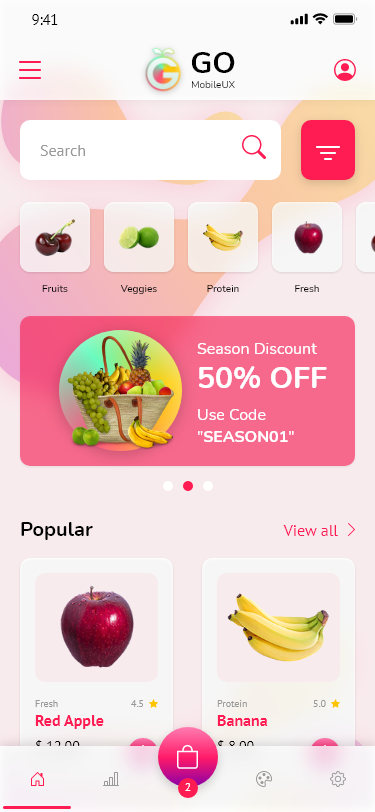 9:41
GO
MobileUX
Search
Fruits Veggies Protein Fresh
Season Discount
50% OFF
Use Code
"SEASON01"
Popular View all
Fresh 4.5 Protein 5.0
Red Apple Banana
$ 12.00 $ 8.00
2